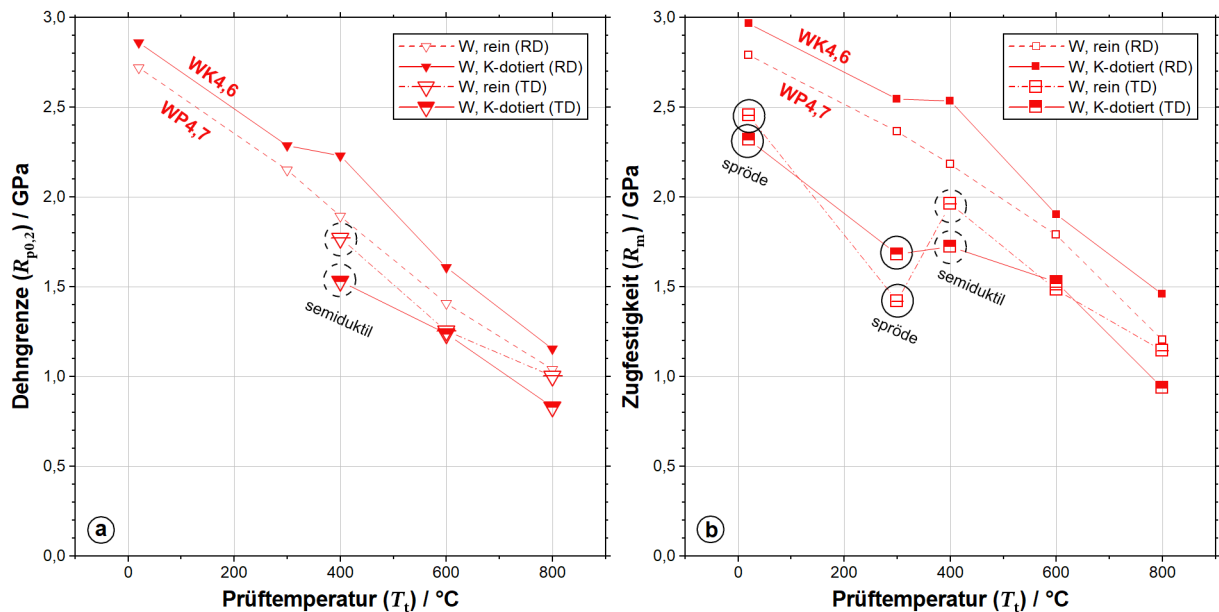 3,0
2,5
2,0
1,5
1,0
0,5
0,0
Dehngrenze (Rp0,2) / GPa
W, rein (RD)
W, K-dotiert (RD)
W, rein (TD)
W, K-dotiert (TD)
WK4,6
WP4,7
semiduktil
a
0
200
400
600
800
Prüftemperatur (Tt) / °C
3,0
2,5
2,0
1,5
1,0
0,5
0,0
Zugfestigkeit (Rm) / GPa
W, rein (RD)
W, K-dotiert (RD)
W, rein (TD)
W, K-dotiert (TD)
WK4,6
WP4,7
spröde
semiduktil
spröde
b
0
200
400
600
800
Prüftemperatur (Tt) / °C